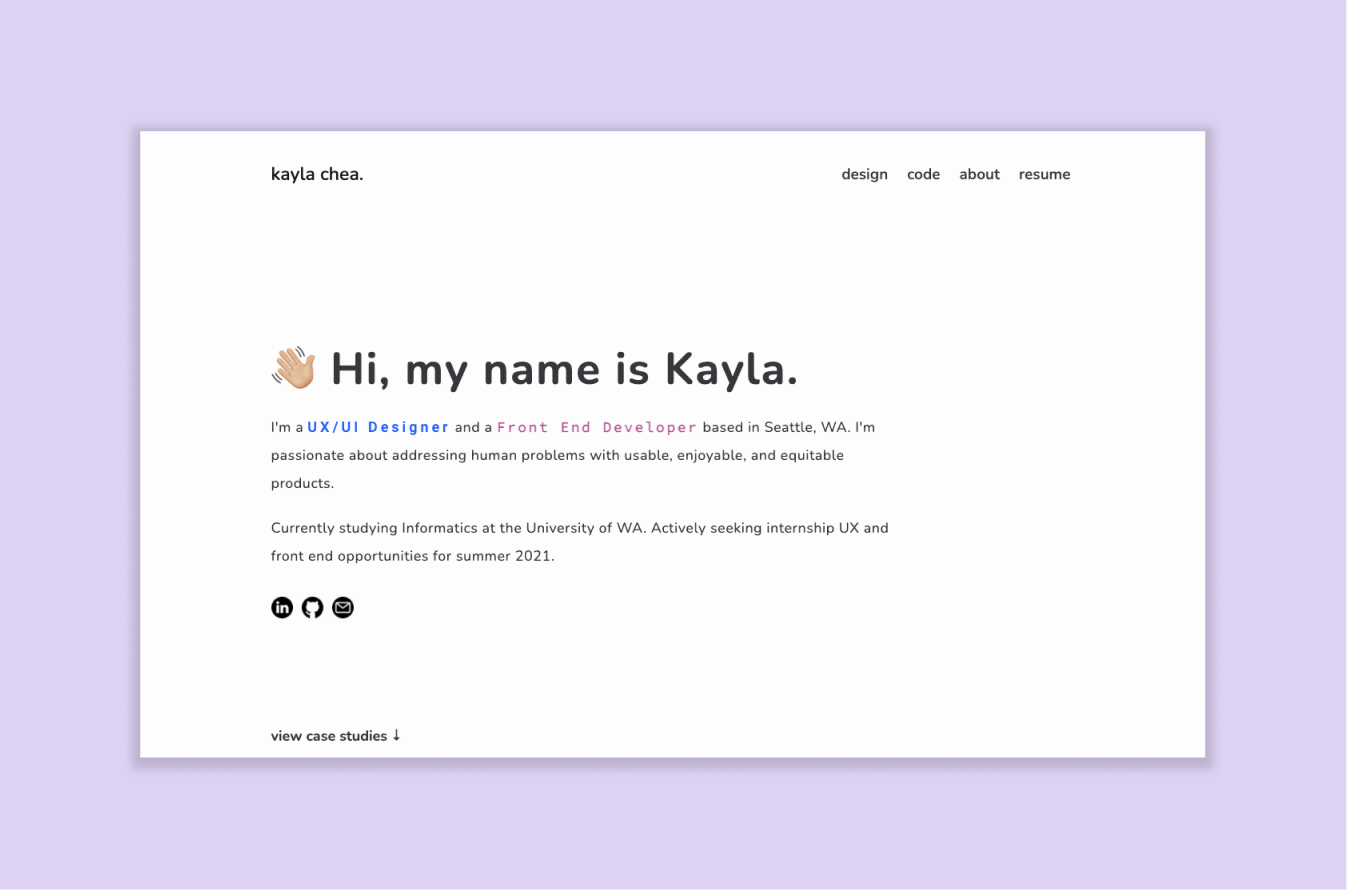 kayla chea.
design code about resume
👋🏼 Hi, my name is Kayla.
I'm a UX/UI Designer and a Front End Developer based in Seattle, WA. I'm
passionate about addressing human problems with usable, enjoyable, and equitable
products.
Currently studying Informatics at the University of WA. Actively seeking internship UX and
front end opportunities for summer 2021.
in
view case studies ↓